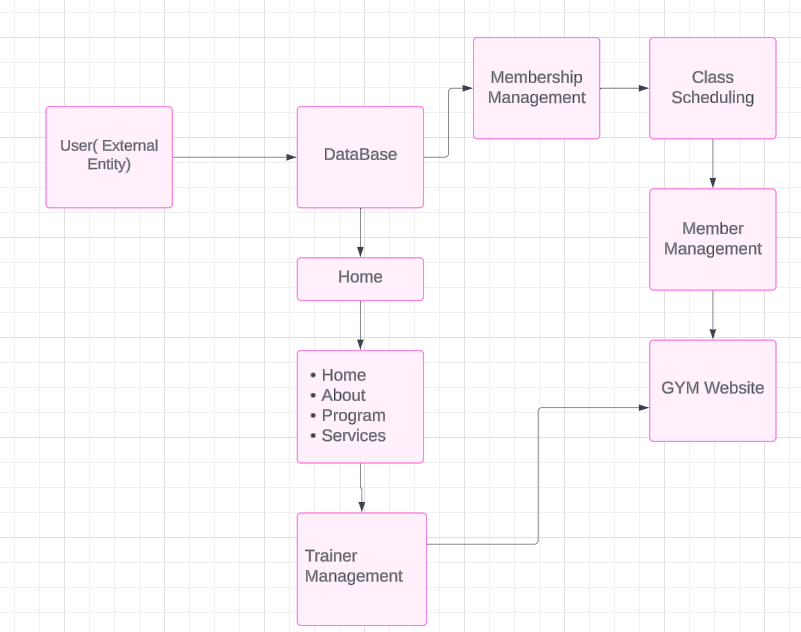 User( External
Entity)
DataBase
Membership
Management
Class
Scheduling
Member
Management
Home
• Home
• About
• Program
• Services
GYM Website
Trainer
Management